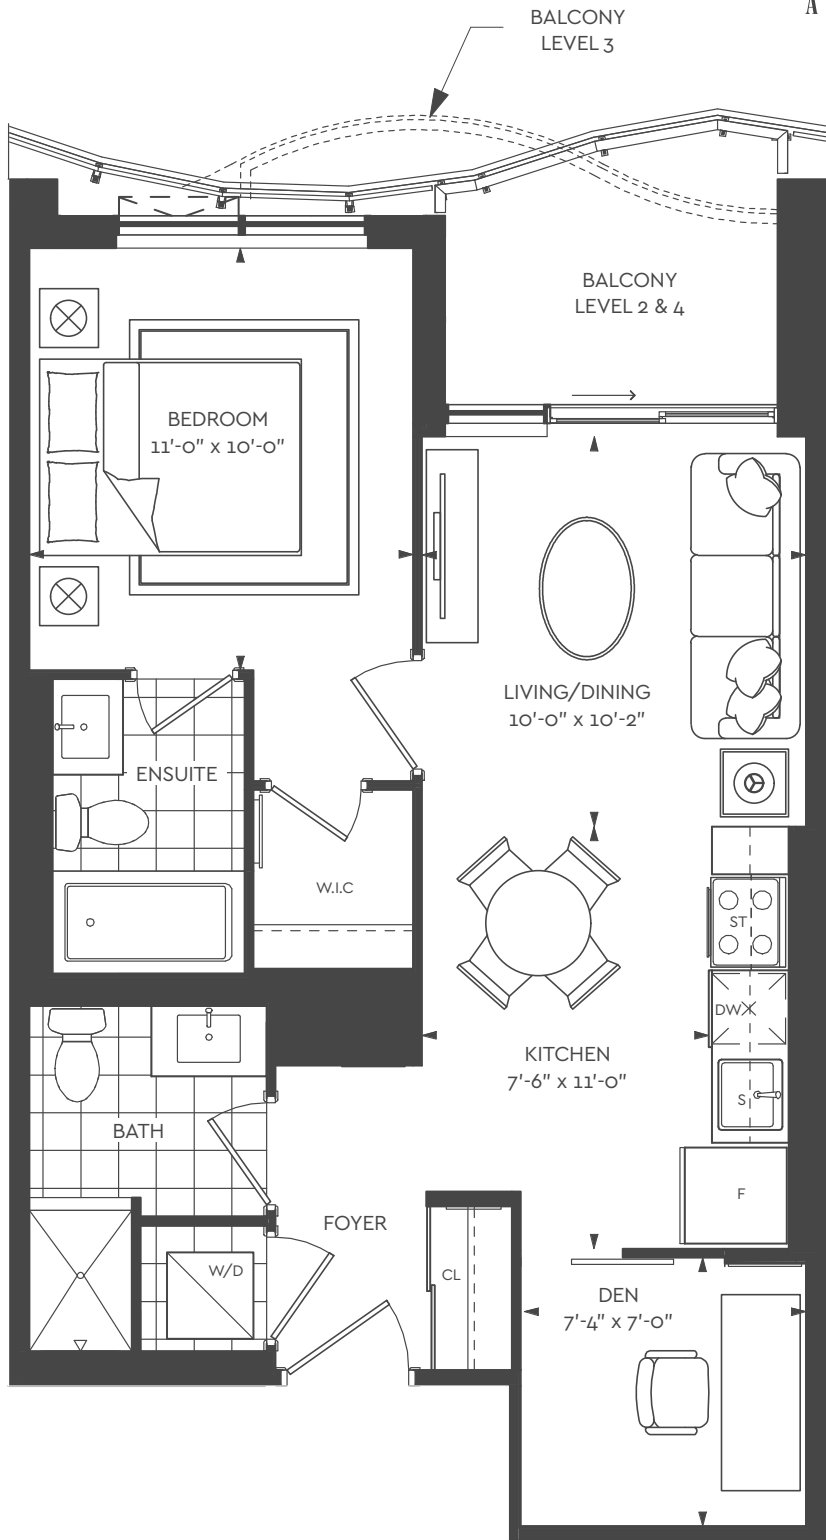 A
BALCONY
LEVEL 3
BALCONY
LEVEL 2 & 4
BEDROOM
11'-0" x 10'-0"
LIVING/DINING
10'-0" x 10'-2"
ENSUITE
W.I.C
ST
DW
KITCHEN
7'-6" x 11'-0"
S
BATH
F
FOYER
W/D
CL
DEN
7'-4" x 7'-0"